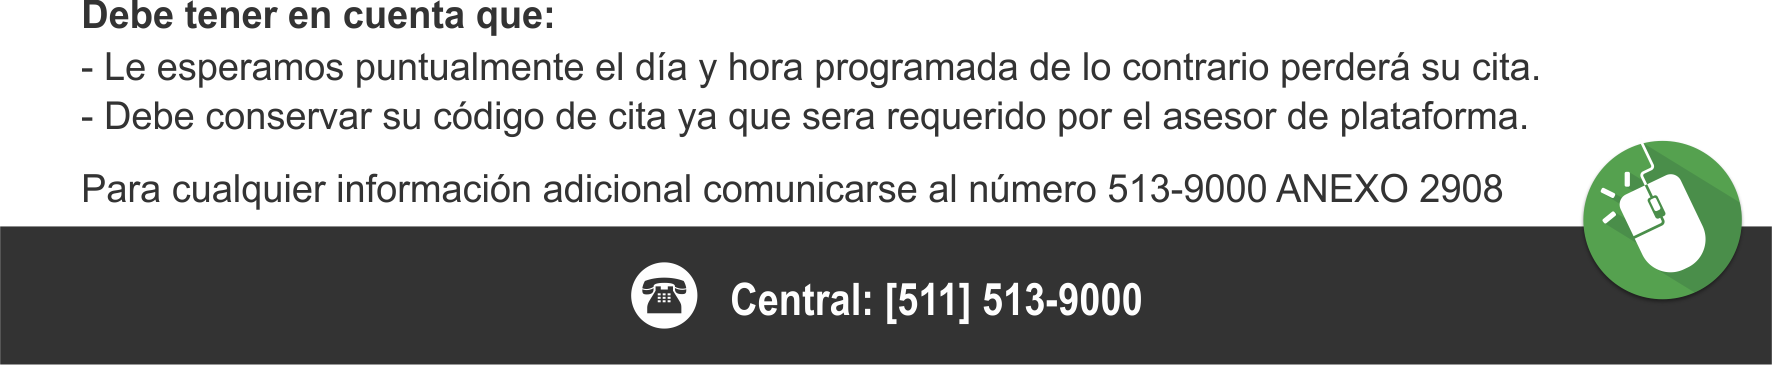 Debe tener en cuenta que:
- Le esperamos puntualmente el día y hora programada de lo contrario perderá su cita.
- Debe conservar su código de cita ya que sera requerido por el asesor de plataforma.
Para cualquier información adicional comunicarse al número 513-9000 ANEXO 2908
Central: [511] 513-9000